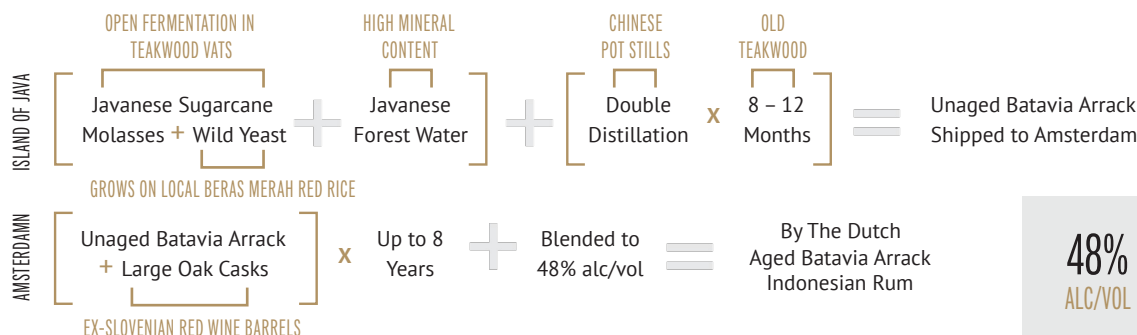 OPEN FERMENTATION IN
TEAKWOOD VATS
HIGH MINERAL
CONTENT
CHINESE
POT STILLS
OLD
TEAKWOOD
ISLAND OF JAVA
Javanese Sugarcane
Molasses + Wild Yeast
+
Javanese
Forest Water
+
Double
Distillation
X
8 – 12
Months
=
Unaged Batavia Arrack
Shipped to Amsterdam
GROWS ON LOCAL BERAS MERAH RED RICE
AMSTERDAMN
Unaged Batavia Arrack
+ Large Oak Casks
X
Up to 8
Years
+
Blended to
48% alc/vol
=
By The Dutch
Aged Batavia Arrack
Indonesian Rum
48%
ALC/VOL
EX-SLOVENIAN RED WINE BARRELS